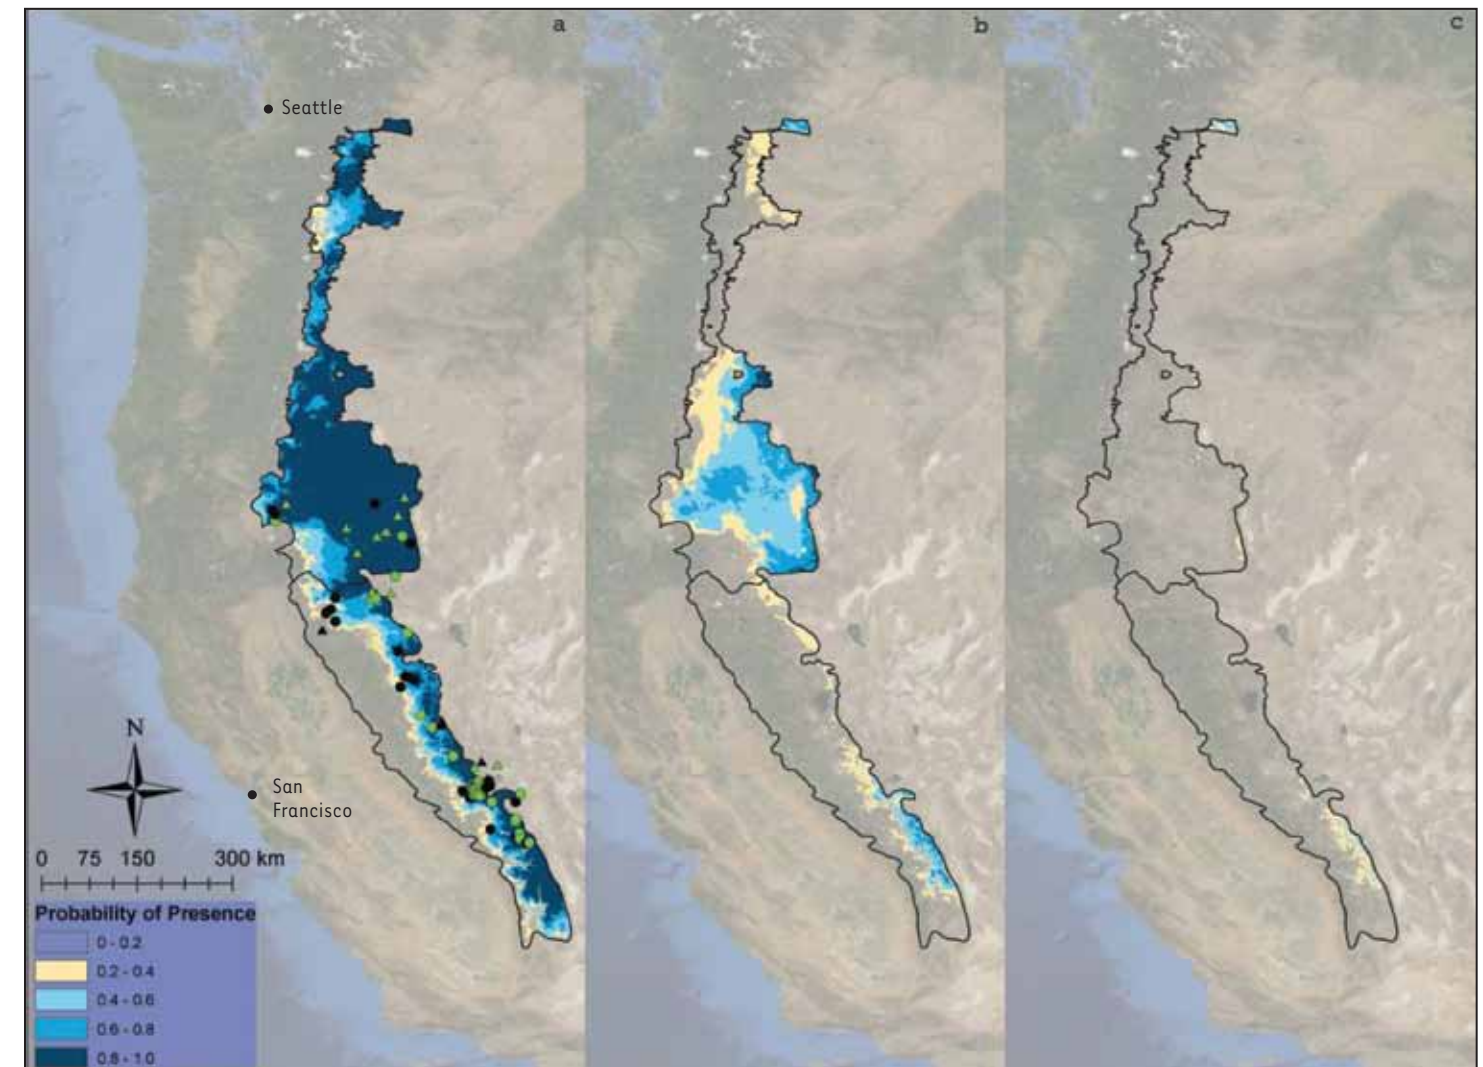 a
b
c
Seattle
N
San
Francisco
0 75 150 300 km
Probability of Presence
0 - 0.2
0.2 - 0.4
0.4 - 0.6
0.6 - 0.8
0.8 - 1.0